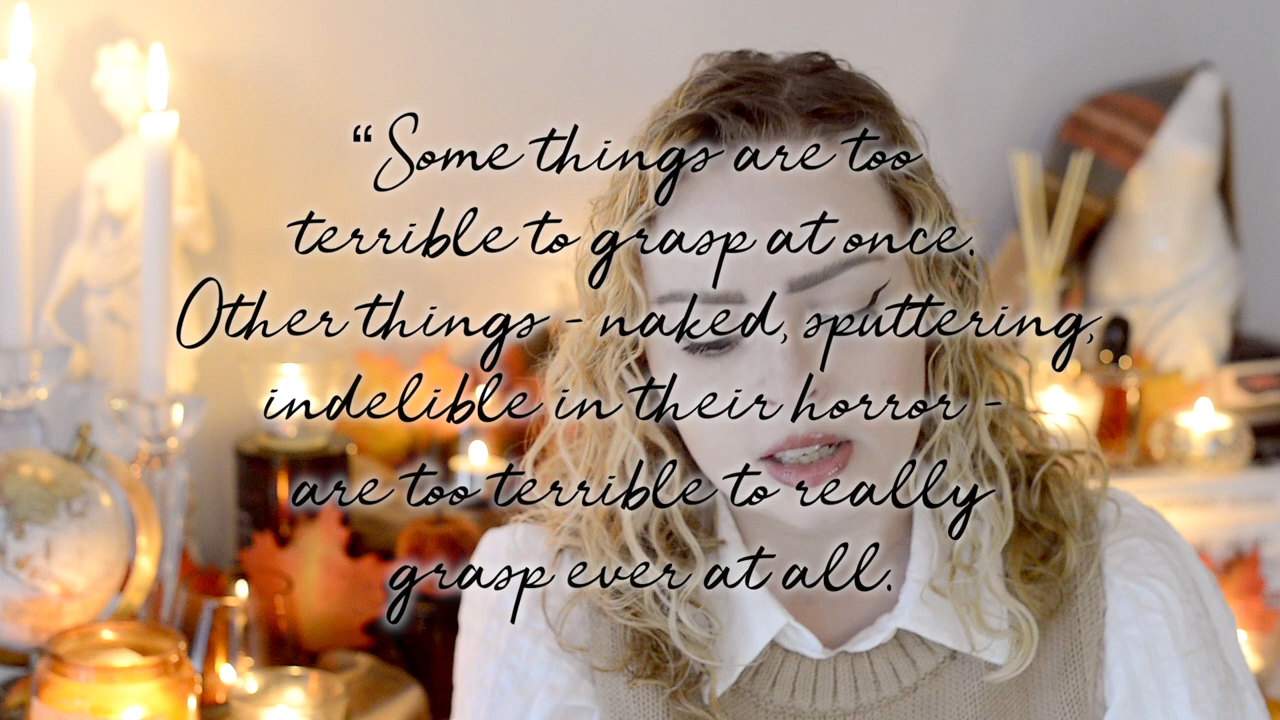 “Some things are too
terrible to grasp at once.
Other things - naked, sputtering,
indelible in their horror -
are too terrible to really
grasp ever at all.